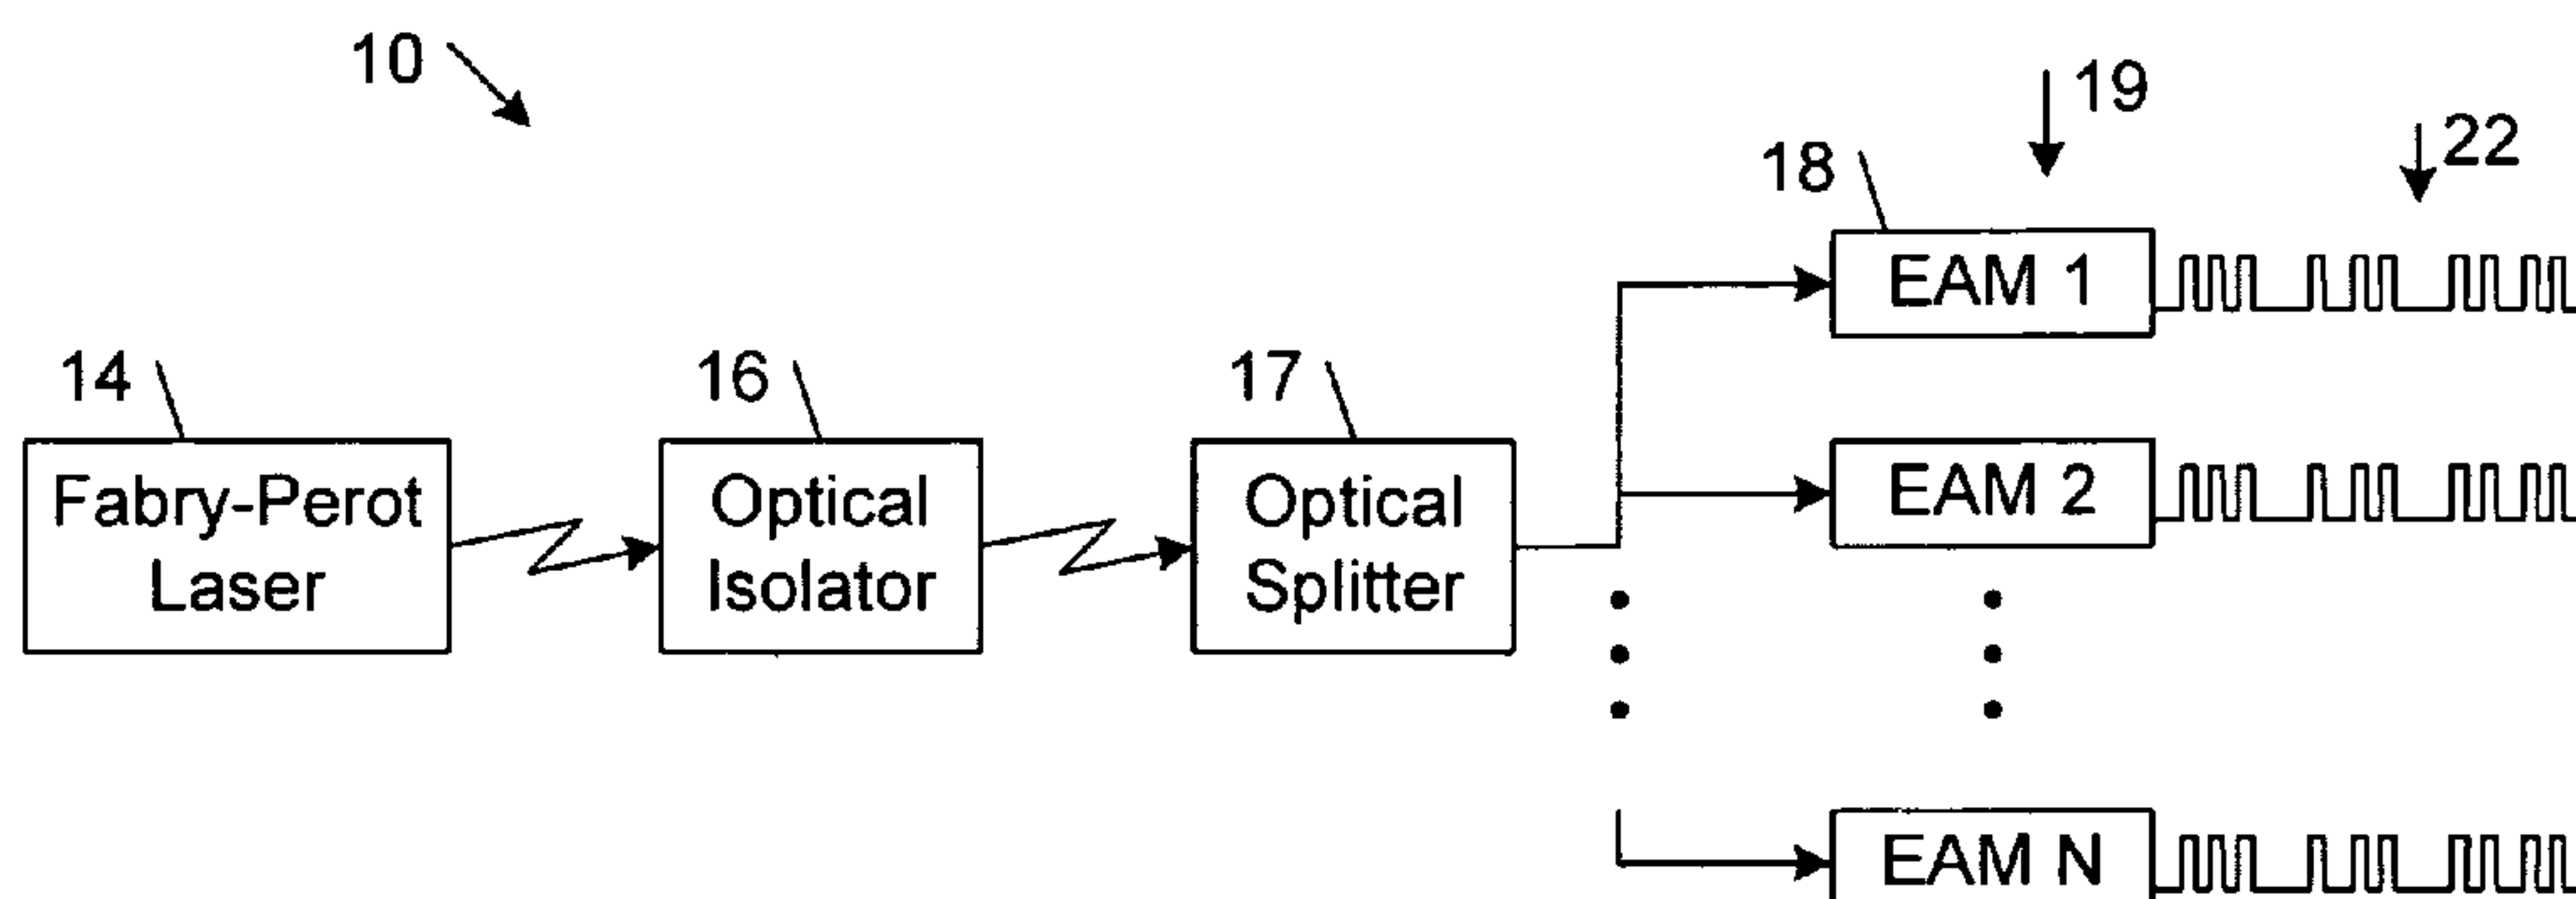 10
19
22
18
EAM 1
14
16
17
Fabry-Perot
Laser
Optical
Isolator
Optical
Splitter
EAM 2
EAM N